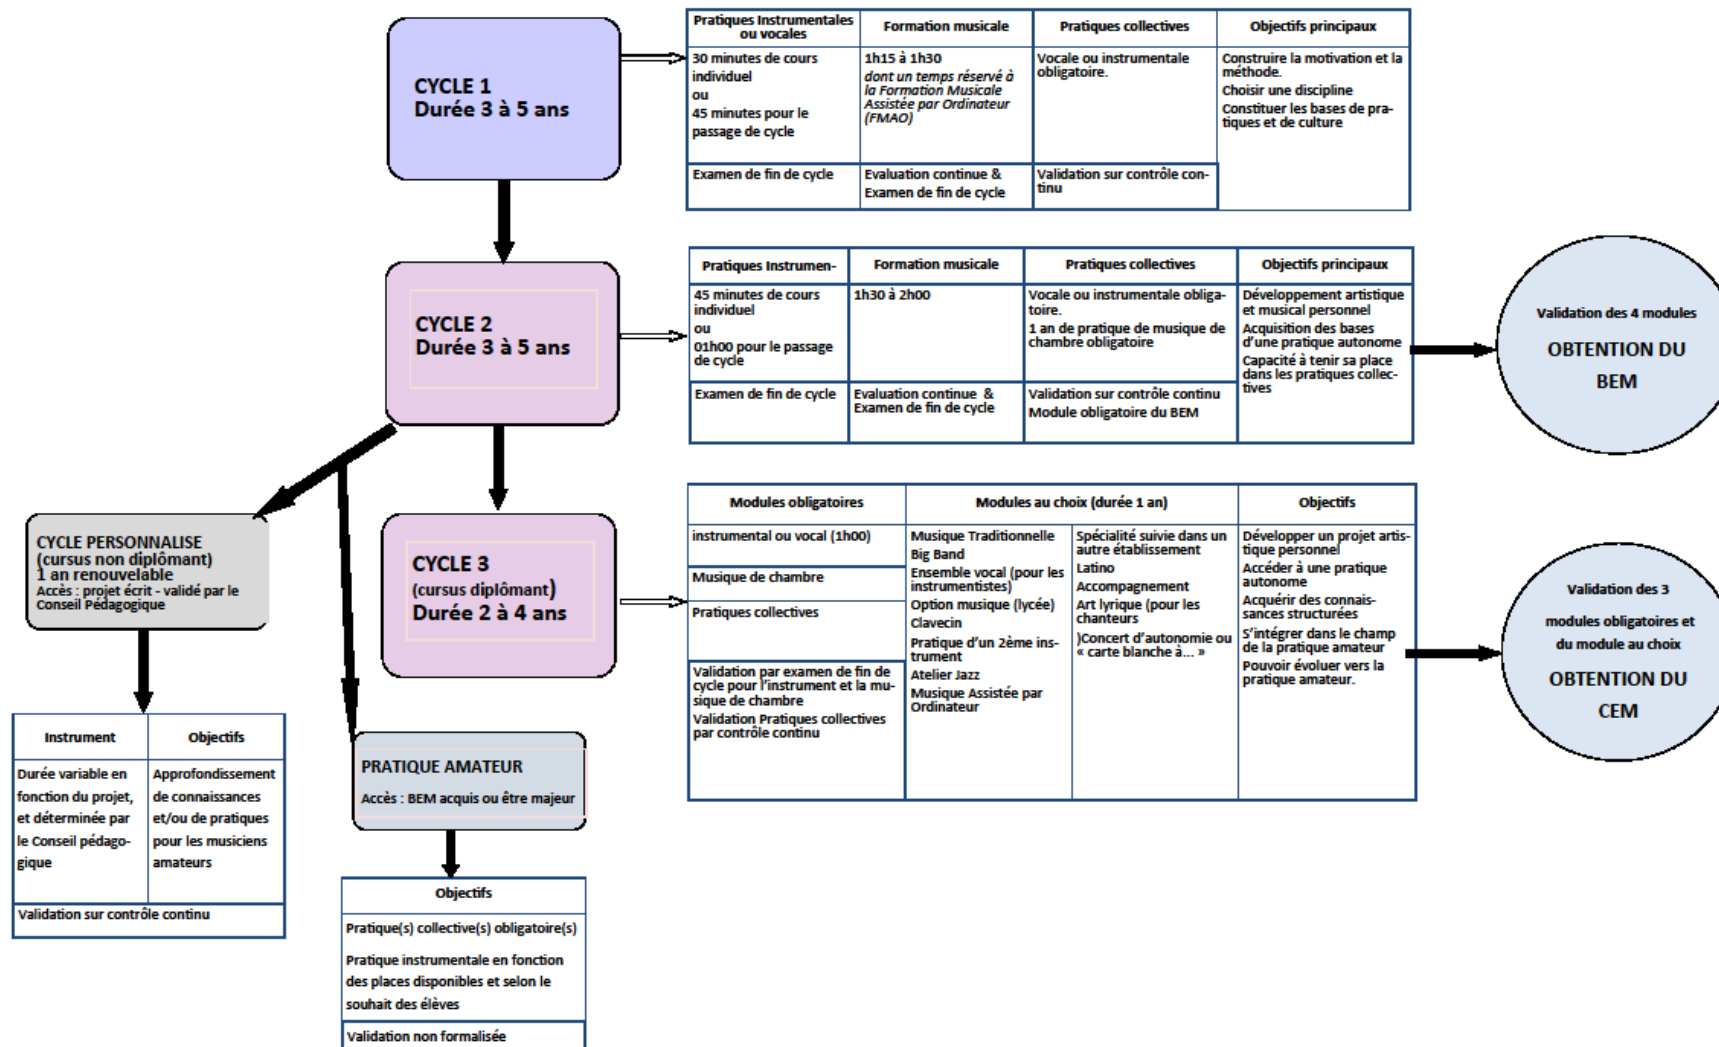 CYCLE 1
Durée 3 à 5 ans
Pratiques Instrumentales
ou vocales
Formation musicale
Pratiques collectives
Objectifs principaux
30 minutes de cours
individuel
ou
45 minutes pour le
passage de cycle
1h15 à 1h30
dont un temps réservé à
la Formation Musicale
Assistée par Ordinateur
(FMAO)
Vocale ou instrumentale
obligatoire.
Construire la motivation et la
méthode.
Choisir une discipline
Constituer les bases de pra-
tiques et de culture
Examen de fin de cycle
Evaluation continue &
Examen de fin de cycle
Validation sur contrôle con-
tinu
CYCLE 2
Durée 3 à 5 ans
Pratiques Instrumen-
Formation musicale
Pratiques collectives
Objectifs principaux
45 minutes de cours
individuel
ou
01h00 pour le passage
de cycle
1h30 à 2h00
Vocale ou instrumentale obliga-
toire.
1 an de pratique de musique de
chambre obligatoire
Développement artistique
et musical personnel
Acquisition des bases
d'une pratique autonome
Capacité à tenir sa place
dans les pratiques collec-
tives
Examen de fin de cycle
Evaluation continue &
Examen de fin de cycle
Validation sur contrôle continu
Module obligatoire du BEM
Validation des 4 modules
OBTENTION DU
BEM
CYCLE 3
(cursus diplômant)
Durée 2 à 4 ans
Modules obligatoires
Modules au choix (durée 1 an)
Objectifs
instrumental ou vocal (1h00)
Musique de chambre
Pratiques collectives
Validation par examen de fin de
cycle pour l'instrument et la mu-
sique de chambre
Validation Pratiques collectives
par contrôle continu
Musique Traditionnelle
Big Band
Ensemble vocal (pour les
instrumentistes)
Option musique (lycée)
Clavecin
Pratique d'un 2ème ins-
trument
Atelier Jazz
Musique Assistée par
Ordinateur
Spécialité suivie dans un
autre établissement
Latino
Accompagnement
Art lyrique (pour les
chanteurs
)Concert d'autonomie ou
« carte blanche à... »
Développer un projet artis-
tique personnel
Accéder à une pratique
autonome
Acquérir des connais-
sances structurées
S'intégrer dans le champ
de la pratique amateur
Pouvoir évoluer vers la
pratique amateur.
Validation des 3
modules obligatoires et
du module au choix
OBTENTION DU
CEM
CYCLE PERSONNALISE
(cursus non diplômant)
1 an renouvelable
Accès : projet écrit - validé par le
Conseil Pédagogique
Instrument
Objectifs
Durée variable en
fonction du projet,
et déterminée par
le Conseil pédago-
gique
Approfondissement
de connaissances
et/ou de pratiques
pour les musiciens
amateurs
Validation sur contrôle continu
PRATIQUE AMATEUR
Accès : BEM acquis ou être majeur
Objectifs
Pratique(s) collective(s) obligatoire(s)
Pratique instrumentale en fonction
des places disponibles et selon le
souhait des élèves
Validation non formalisée